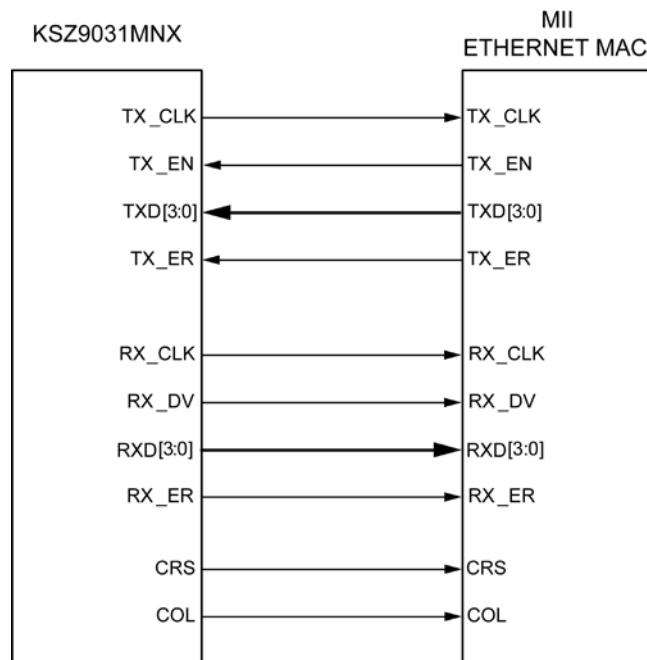 KSZ9031MNX
MII
ETHERNET MAC
TX_CLK TX_CLK
TX_EN TX_EN
TXD[3:0] TXD[3:0]
TX_ER TX_ER
RX_CLK RX_CLK
RX_DV RX_DV
RXD[3:0] RXD[3:0]
RX_ER RX_ER
CRS CRS
COL COL